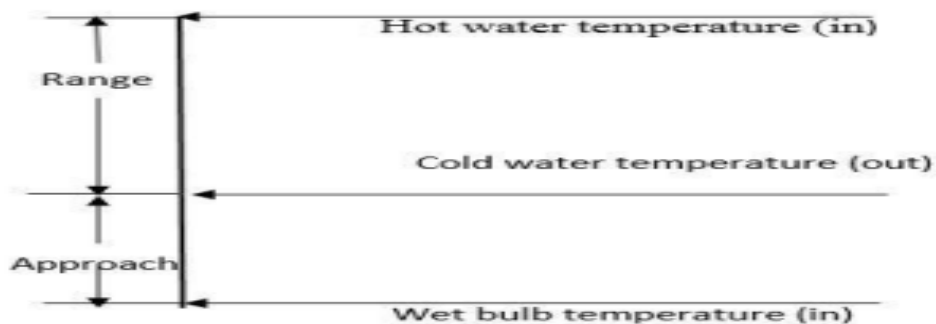 Hot water temperature (in)
Range
Cold water temperature (out)
Approach
Wet bulb temperature (in)